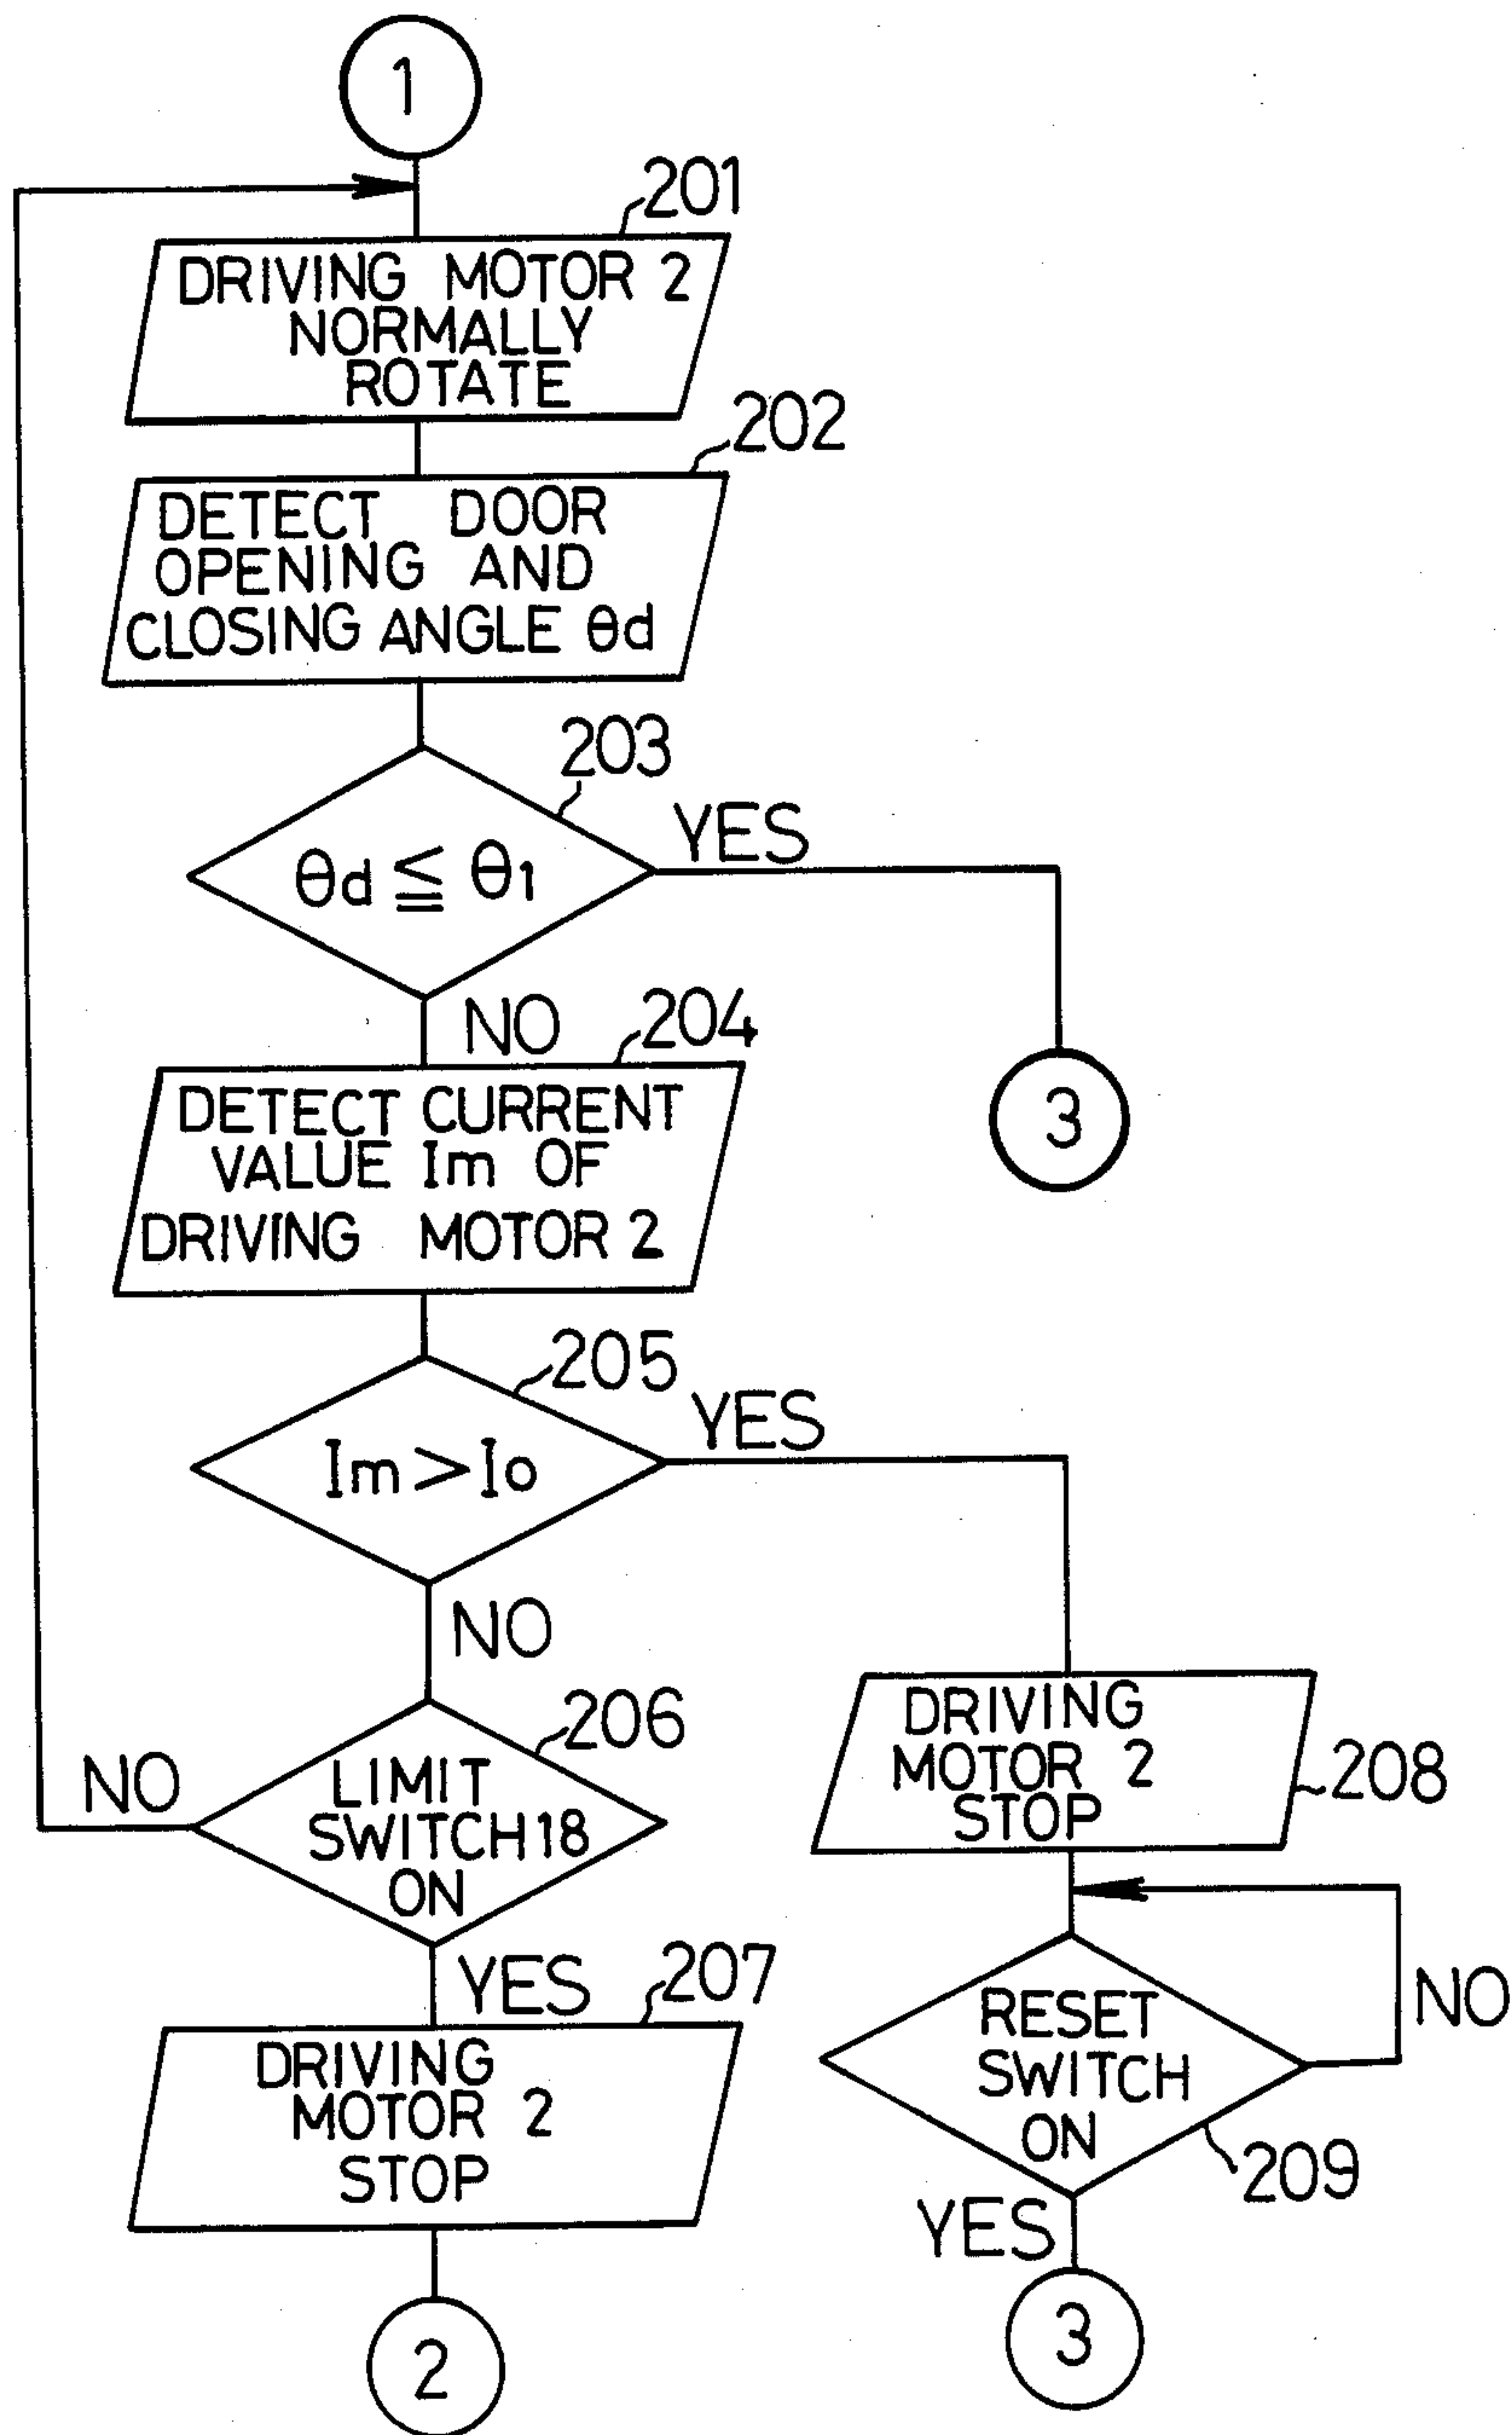 1
201
DRIVING MOTOR 2
NORMALLY
ROTATE
202
DETECT DOOR
OPENING AND
CLOSING ANGLE θd
203
θd ≦ θ1
YES
NO
3
204
DETECT CURRENT
VALUE Im OF
DRIVING MOTOR 2
205
Im > Io
YES
NO
206
LIMIT
SWITCH 18
ON
NO
YES
207
DRIVING
MOTOR 2
STOP
2
DRIVING
MOTOR 2
STOP
208
RESET
SWITCH
ON
NO
209
YES
3